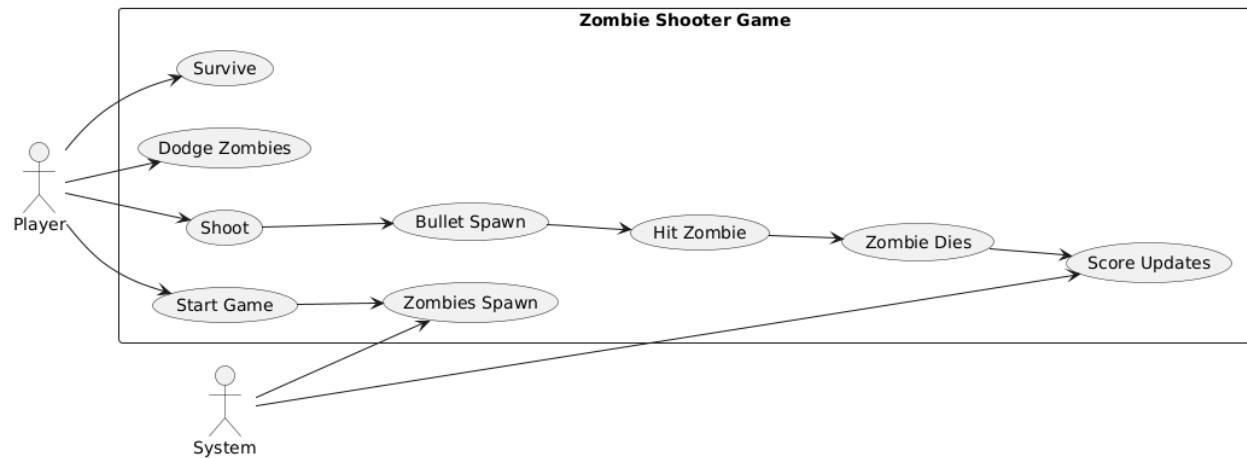 Zombie Shooter Game
Survive
Dodge Zombies
Player
Shoot
Bullet Spawn
Hit Zombie
Zombie Dies
Score Updates
Start Game
Zombies Spawn
System